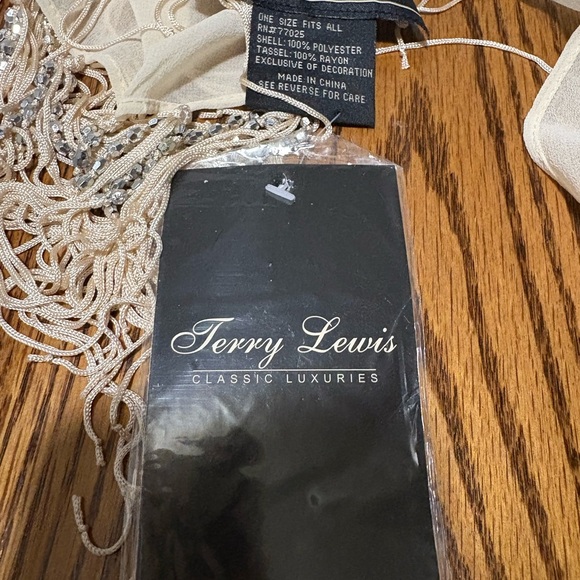 ONE SIZE FITS ALL
RN#77025
SHELL: 100% POLYESTER
TASSEL: 100% RAYON
EXCLUSIVE OF DECORATION
MADE IN CHINA
SEE REVERSE FOR CARE
Terry Lewis
CLASSIC LUXURIES